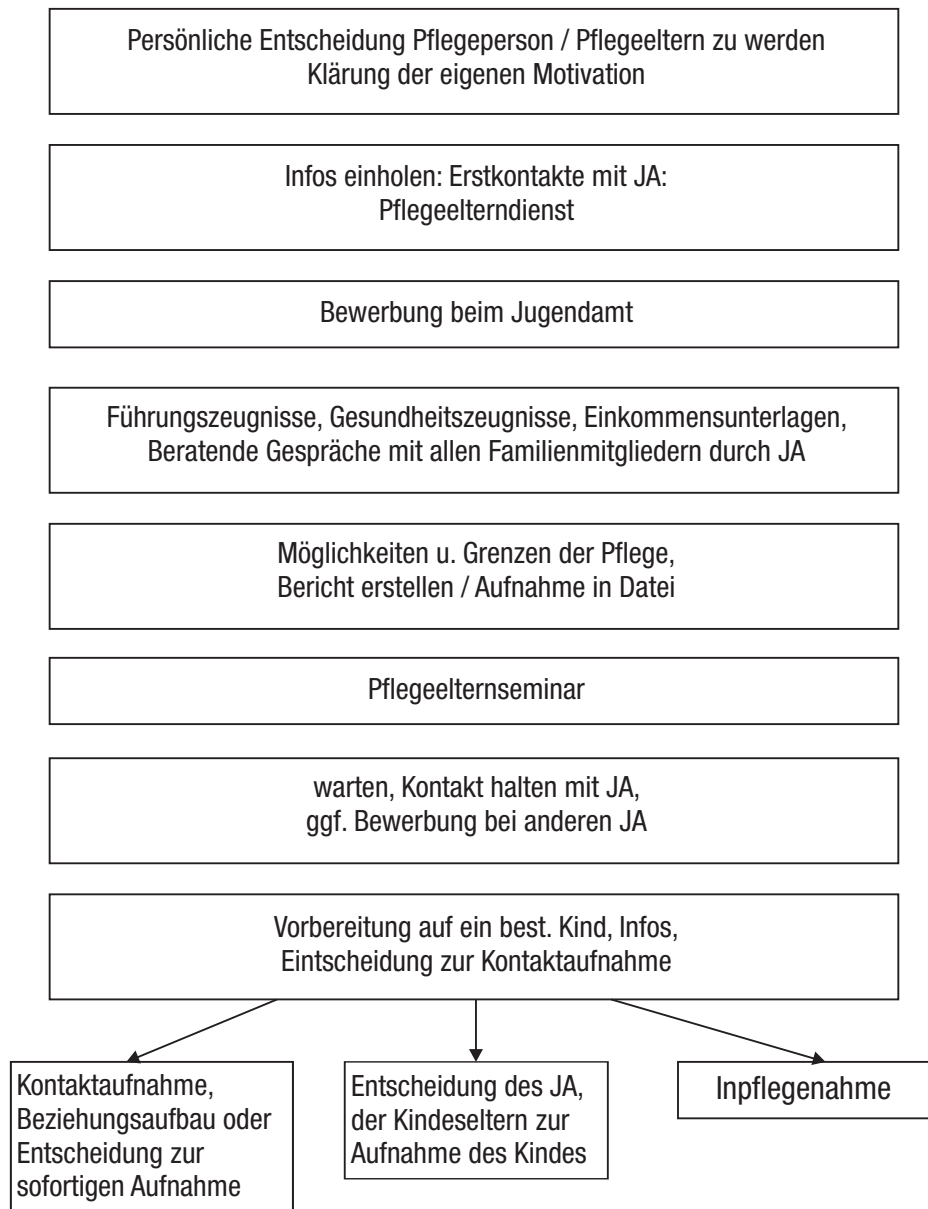 Persönliche Entscheidung Pflegeperson / Pflegeeltern zu werden
Klärung der eigenen Motivation
Infos einholen: Erstkontakte mit JA:
Pflegeelterndienst
Bewerbung beim Jugendamt
Führungszeugnisse, Gesundheitszeugnisse, Einkommensunterlagen,
Beratende Gespräche mit allen Familienmitgliedern durch JA
Möglichkeiten u. Grenzen der Pflege,
Bericht erstellen / Aufnahme in Datei
Pflegeelternseminar
warten, Kontakt halten mit JA,
ggf. Bewerbung bei anderen JA
Vorbereitung auf ein best. Kind, Infos,
Eintscheidung zur Kontaktaufnahme
Kontaktaufnahme,
Beziehungsaufbau oder
Entscheidung zur
sofortigen Aufnahme
Entscheidung des JA,
der Kindeseltern zur
Aufnahme des Kindes
Inpflegenahme